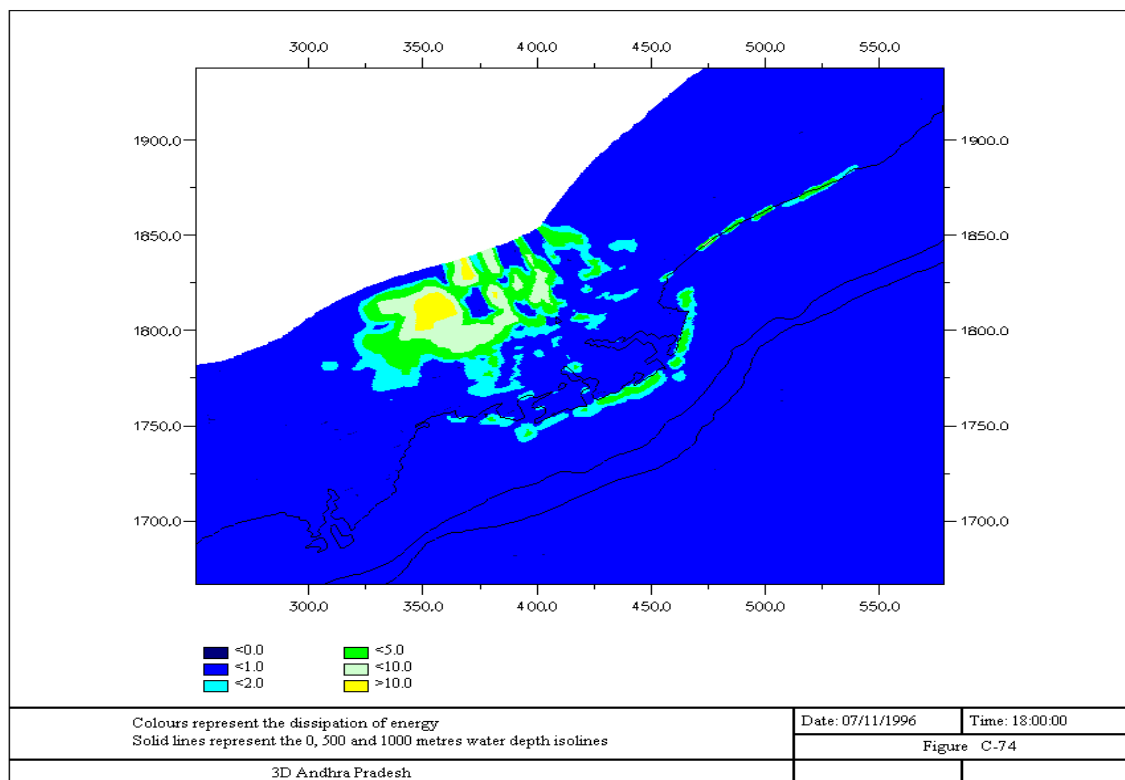 300.0 350.0 400.0 450.0 500.0 550.0
1900.0 1900.0
1850.0 1850.0
1800.0 1800.0
1750.0 1750.0
1700.0 1700.0
300.0 350.0 400.0 450.0 500.0 550.0
<0.0 <5.0
<1.0 <10.0
<2.0 >10.0
Colours represent the dissipation of energy
Solid lines represent the 0, 500 and 1000 metres water depth isolines
Date: 07/11/1996 Time: 18:00:00
Figure C-74
3D Andhra Pradesh